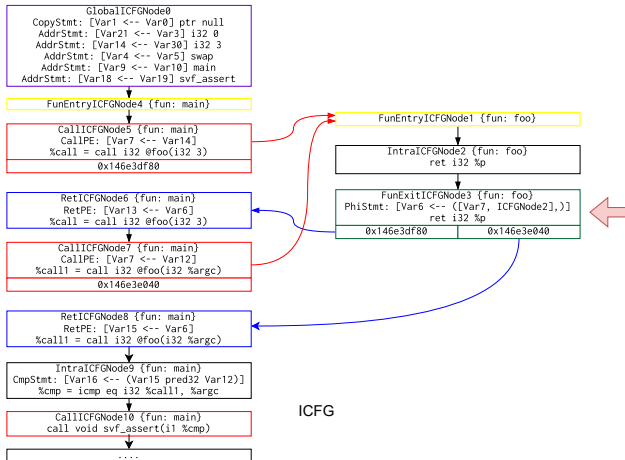 GlobalICFGNode0
CopyStmt: [Var1 <-- Var0] ptr null
AddrStmt: [Var21 <-- Var3] i32 0
AddrStmt: [Var14 <-- Var30] i32 3
AddrStmt: [Var4 <-- Var5] swap
AddrStmt: [Var9 <-- Var10] main
AddrStmt: [Var18 <-- Var19] svf_assert
FunEntryICFGNode4 {fun: main}
CallICFGNode5 {fun: main}
CallPE: [Var7 <-- Var14]
%call = call i32 @foo(i32 3)
0x146e3df80
RetICFGNode6 {fun: main}
RetPE: [Var13 <-- Var6]
%call = call i32 @foo(i32 3)
CallICFGNode7 {fun: main}
CallPE: [Var7 <-- Var12]
%call1 = call i32 @foo(i32 %argc)
0x146e3e040
RetICFGNode8 {fun: main}
RetPE: [Var15 <-- Var6]
%call1 = call i32 @foo(i32 %argc)
IntraICFGNode9 {fun: main}
CmpStmt: [Var16 <-- (Var15 pred32 Var12)]
%cmp = icmp eq i32 %call1, %argc
CallICFGNode10 {fun: main}
call void svf_assert(i1 %cmp)
....
FunEntryICFGNode1 {fun: foo}
IntraICFGNode2 {fun: foo}
ret i32 %p
FunExitICFGNode3 {fun: foo}
PhiStmt: [Var6 <-- ([Var7, ICFGNode2],)]
ret i32 %p
0x146e3df80 0x146e3e040
ICFG